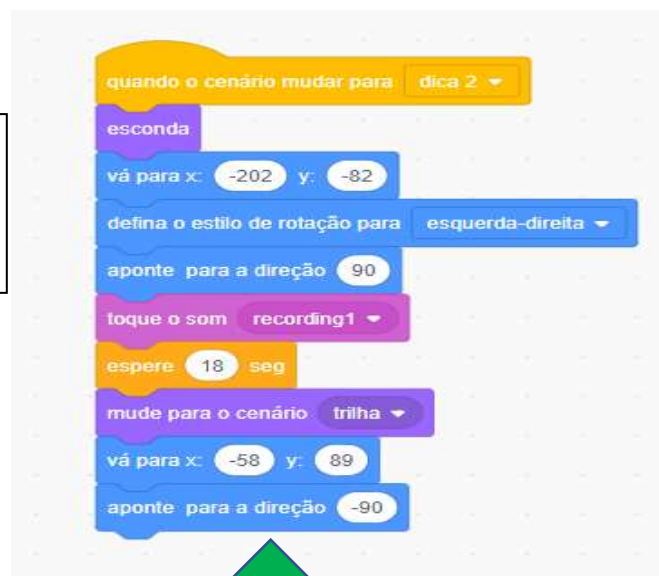 quando o cenário mudar para dica 2
esconda
vá para x: -202 y: -82
defina o estilo de rotação para esquerda-direita
aponte para a direção 90
toque o som recording1
espere 18 seg
mude para o cenário trilha
vá para x: -58 y: 89
aponte para a direção -90